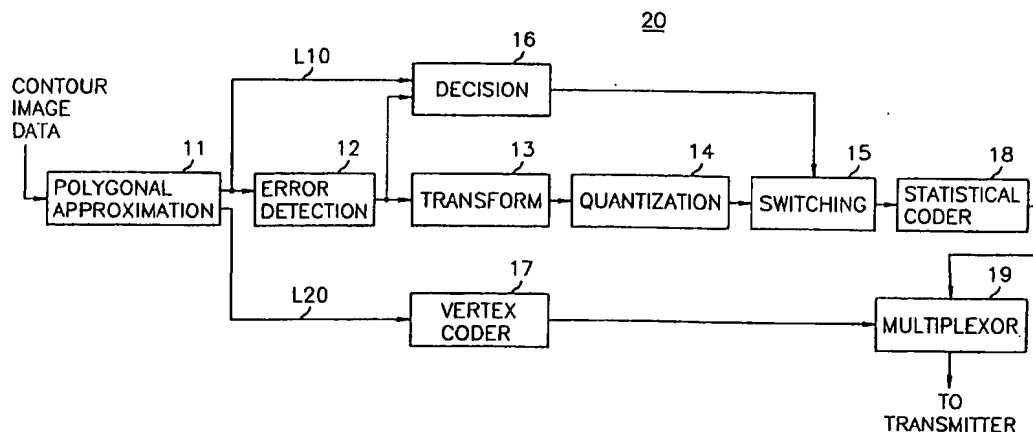 20
16
L10
CONTOUR
IMAGE
DATA
DECISION
11
12
13
14
15
18
POLYGONAL
APPROXIMATION
ERROR
DETECTION
TRANSFORM
QUANTIZATION
SWITCHING
STATISTICAL
CODER
17
19
L20
VERTEX
CODER
MULTIPLEXOR
TO
TRANSMITTER